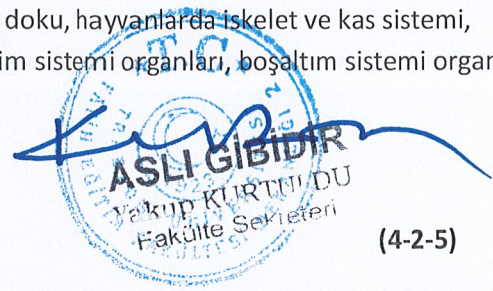 doku, hayvanlarda iskelet ve kas sistemi,
im sistemi organları, boşaltım sistemi organ
T.C.
ASLI GİBİDİR
Yakup KURTULDU
Fakülte Sekreteri
(4-2-5)